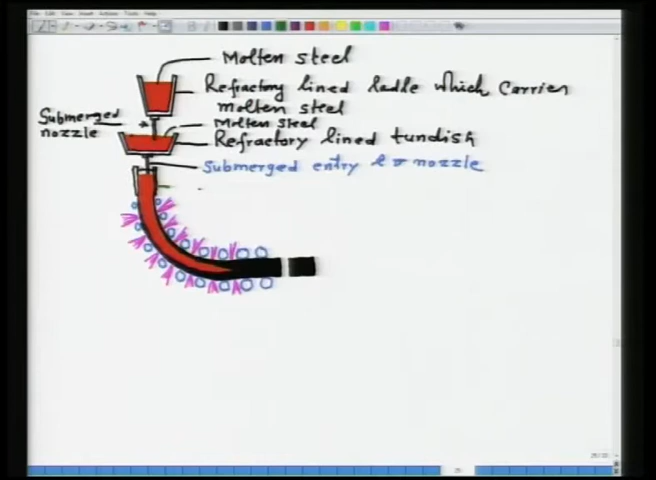 Molten steel
Refractory lined ladle which carries
molten steel
Submerged
nozzle
Molten steel
Refractory lined tundish
Submerged entry nozzle